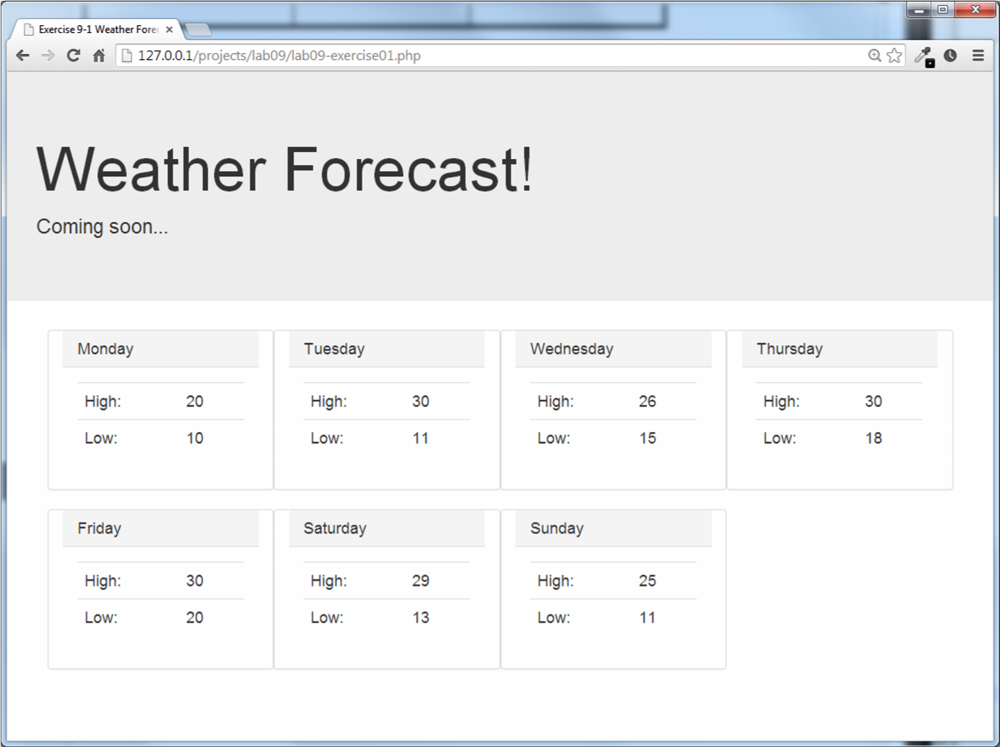 Exercise 9-1 Weather Fore
127.0.0.1/projects/lab09/lab09-exercise01.php
Weather Forecast!
Coming soon...
Monday
High: 20
Low: 10
Tuesday
High: 30
Low: 11
Wednesday
High: 26
Low: 15
Thursday
High: 30
Low: 18
Friday
High: 30
Low: 20
Saturday
High: 29
Low: 13
Sunday
High: 25
Low: 11